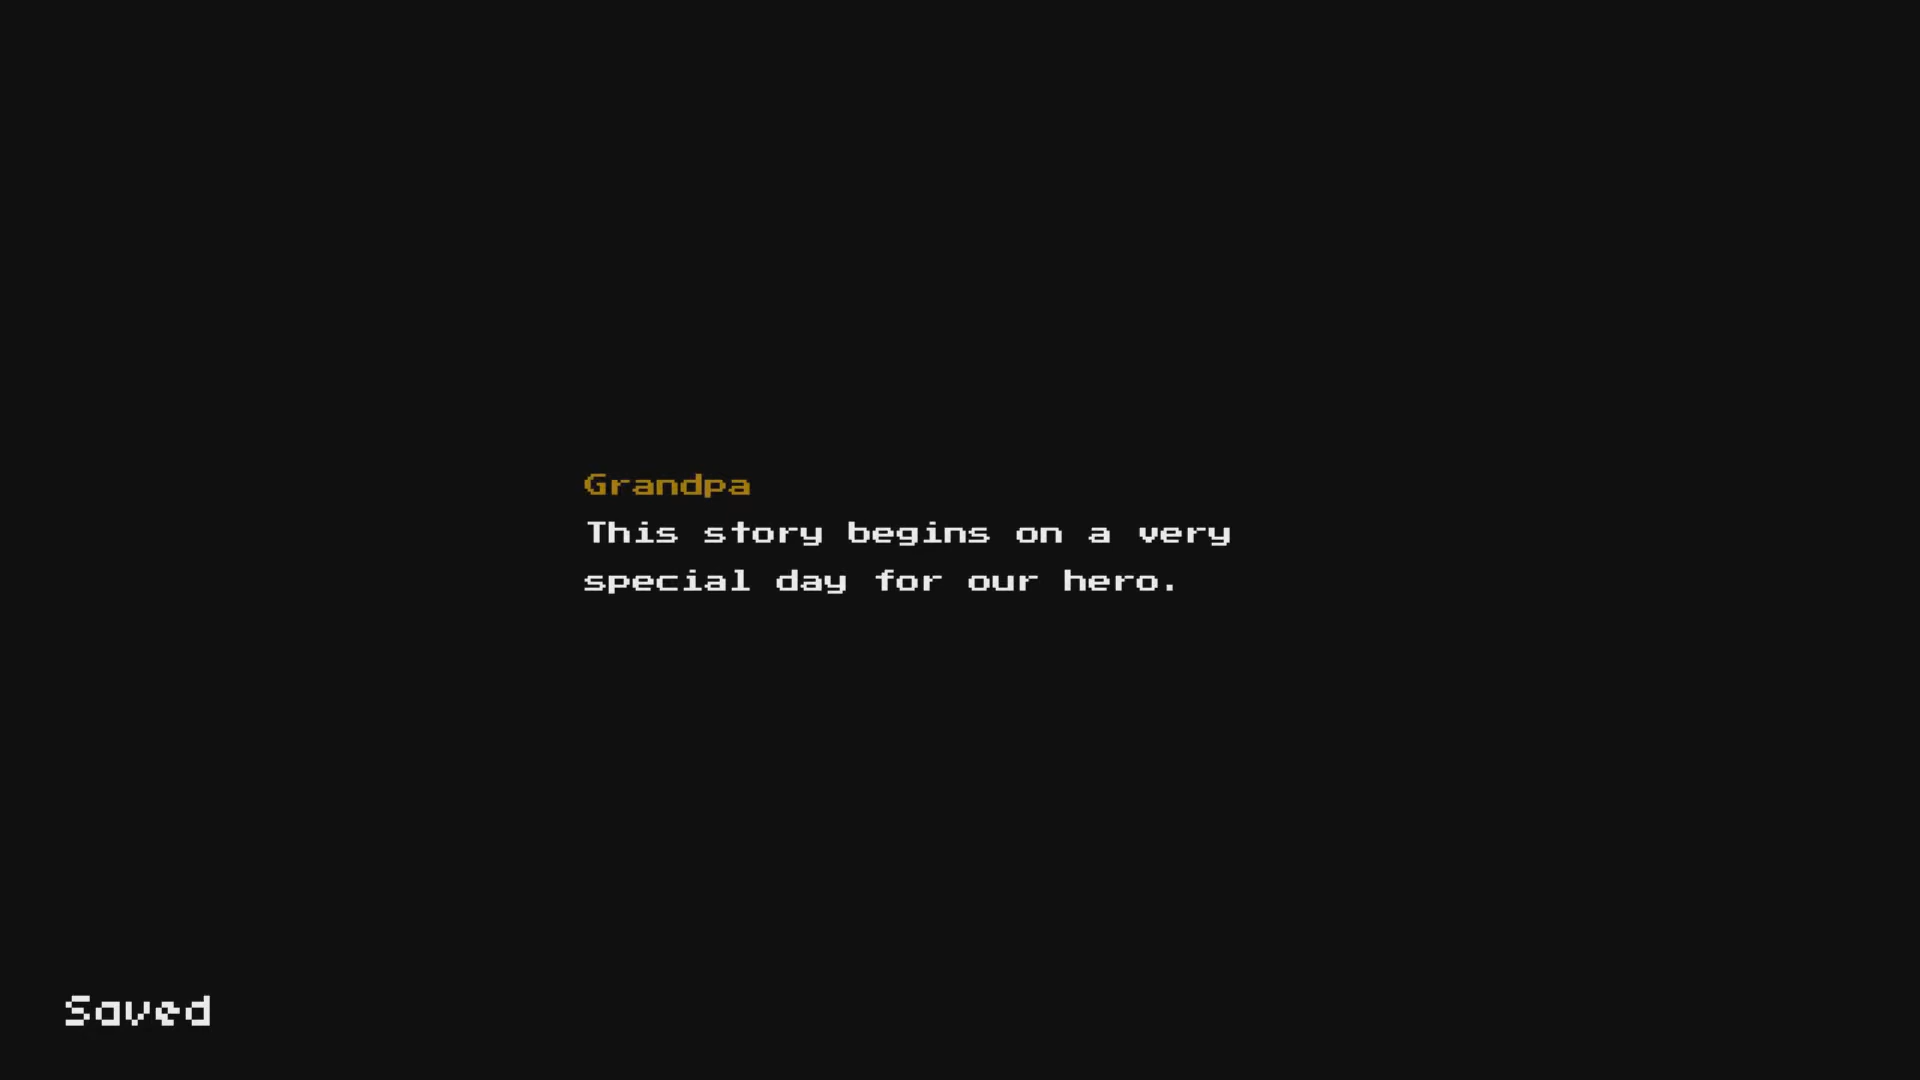 Grandpa
This story begins on a very
special day for our hero.
Saved